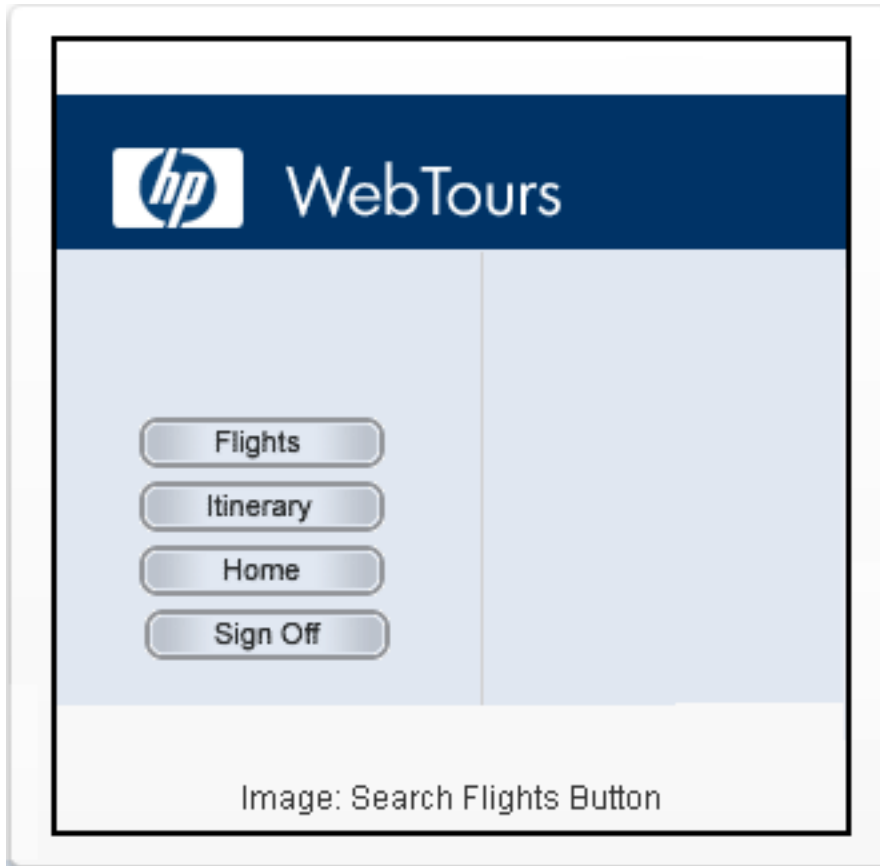 hp WebTours
Flights
Itinerary
Home
Sign Off
Image: Search Flights Button